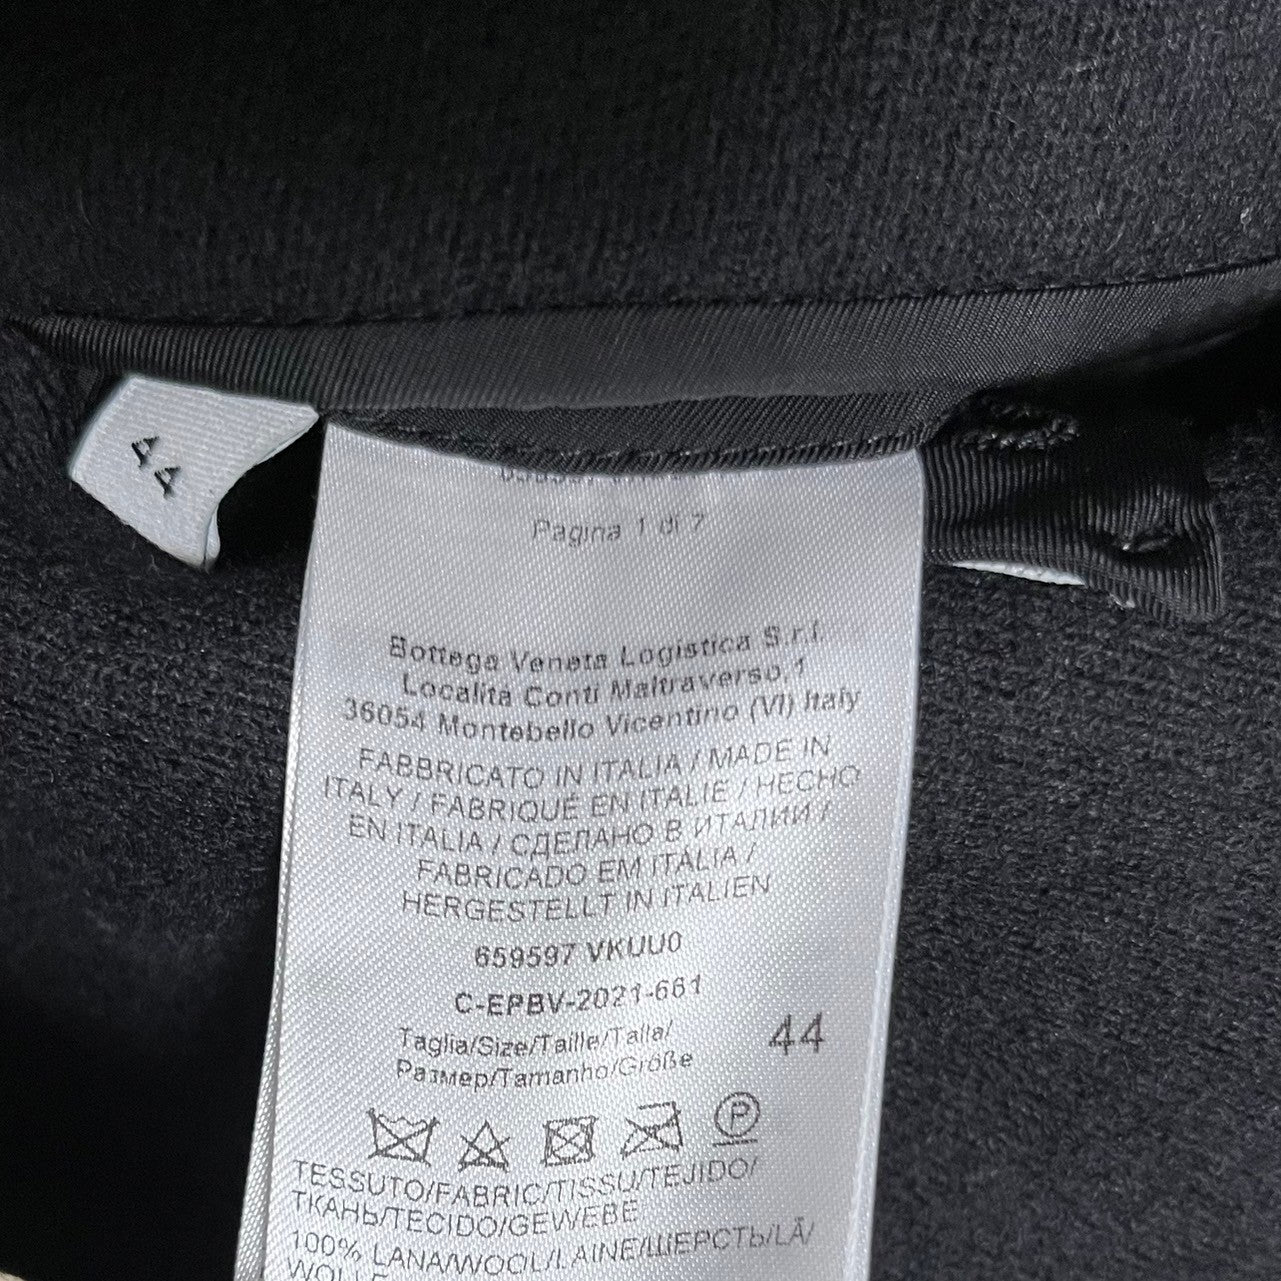 44
Pagina 1 di 7
Bottega Veneta Logistica S.r.l.
Località Conti Maltraverso,1
36054 Montebello Vicentino (VI) Italy
FABBRICATO IN ITALIA / MADE IN
ITALY / FABRIQUÉ EN ITALIE / HECHO
EN ITALIA / СДЕЛАНО В ИТАЛИИ /
FABRICADO EM ITÁLIA /
HERGESTELLT IN ITALIEN
659597 VKUU0
C-EPBV-2021-661
Taglia/Size/Taille/Talla/
Размер/Tamanho/Größe
44
P
TESSUTO/FABRIC/TISSU/TEJIDO/
ТКАНЬ/TECIDO/GEWEBE
100% LANA/WOOL/LAINE/ШЕРСТЬ/LÃ/
WOLLE